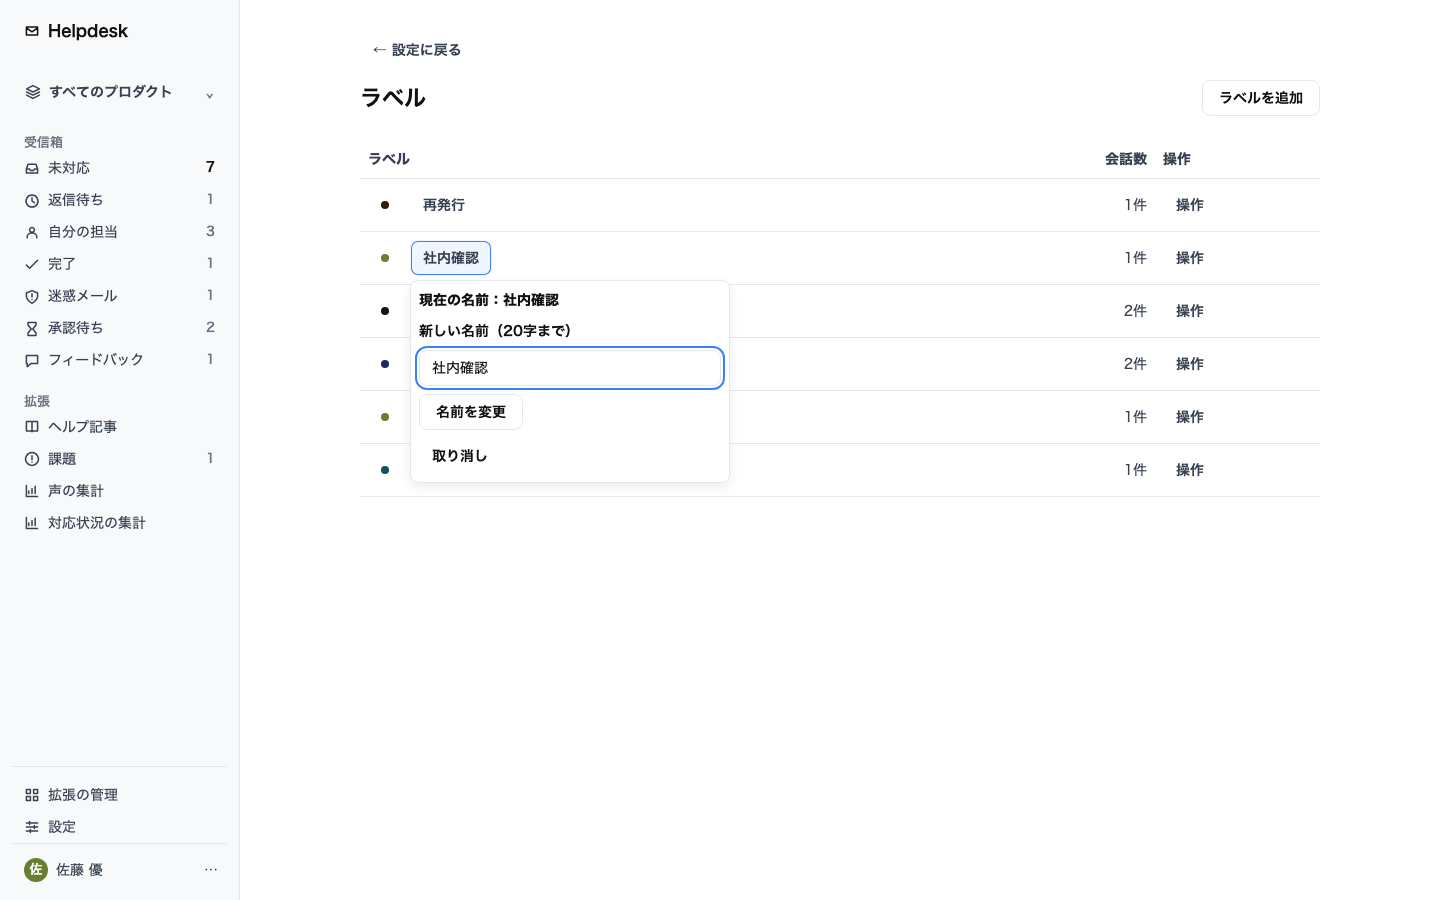 Helpdesk
すべてのプロダクト
受信箱
未対応 7
返信待ち 1
自分の担当 3
完了 1
迷惑メール 1
承認待ち 2
フィードバック 1
拡張
ヘルプ記事
課題 1
声の集計
対応状況の集計
拡張の管理
設定
佐 佐藤 優 …
← 設定に戻る
ラベル ラベルを追加
ラベル 会話数 操作
再発行 1件 操作
社内確認 1件 操作
現在の名前：社内確認
2件 操作
新しい名前（20字まで）
社内確認 2件 操作
名前を変更 1件 操作
取り消し 1件 操作